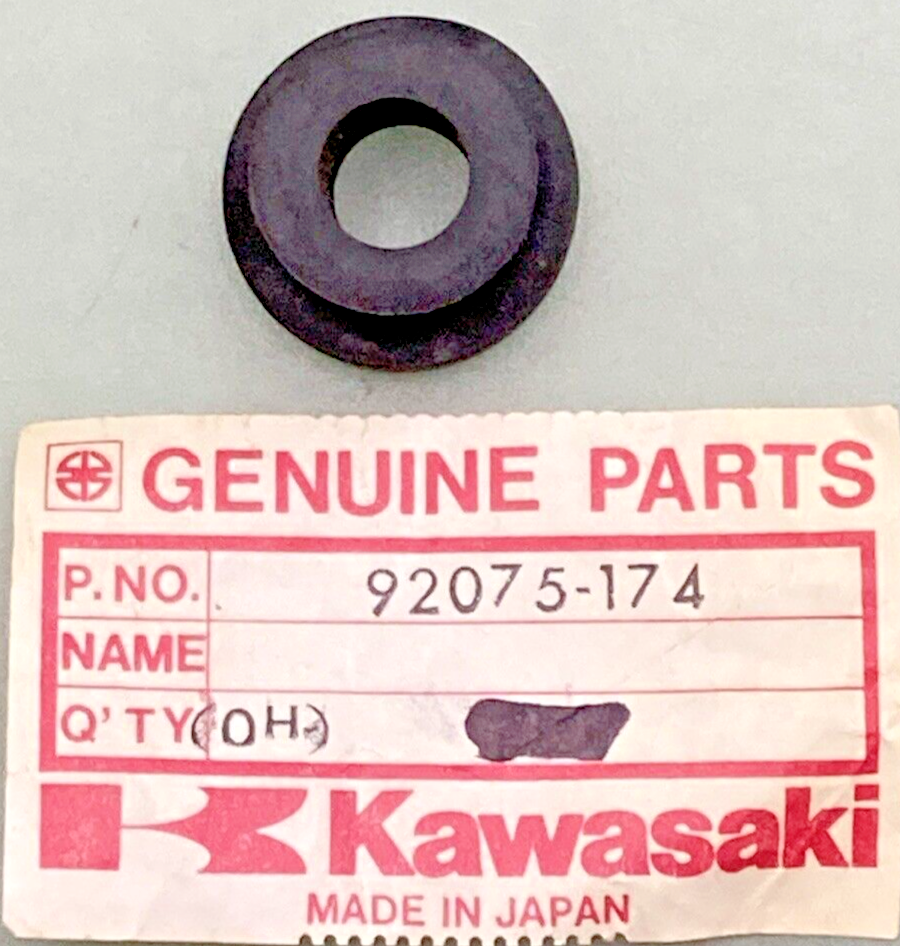 GENUINE PARTS
P. NO. 92075-174
NAME
Q'TY (OH)
Kawasaki
MADE IN JAPAN